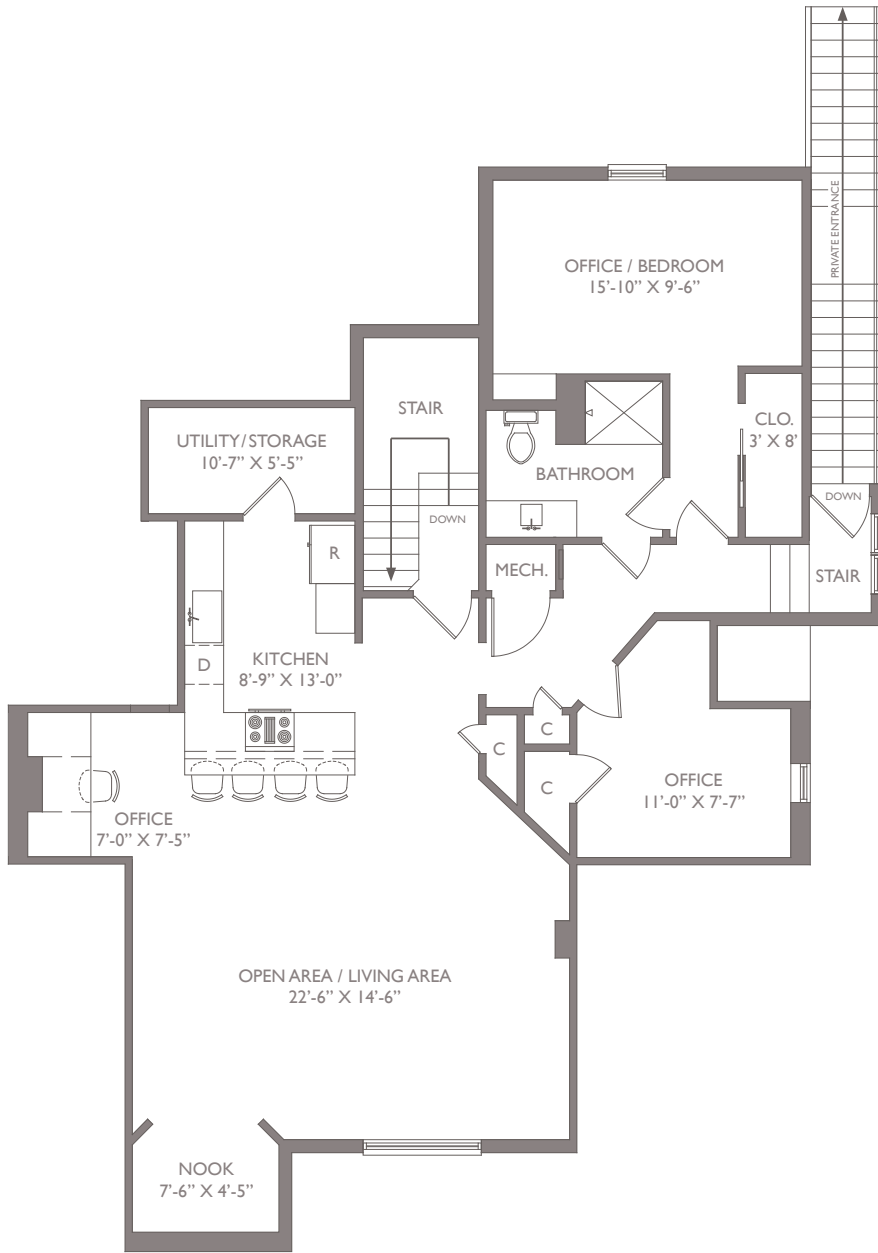 PRIVATE ENTRANCE
OFFICE / BEDROOM
15'-10” X 9'-6”
STAIR
CLO.
3' X 8'
UTILITY/STORAGE
10'-7” X 5'-5”
BATHROOM
DOWN
DOWN
R
MECH.
STAIR
D
KITCHEN
8'-9” X 13'-0”
C
C
C
OFFICE
11'-0” X 7'-7”
OFFICE
7'-0” X 7'-5”
OPEN AREA / LIVING AREA
22'-6” X 14'-6”
NOOK
7'-6” X 4'-5”